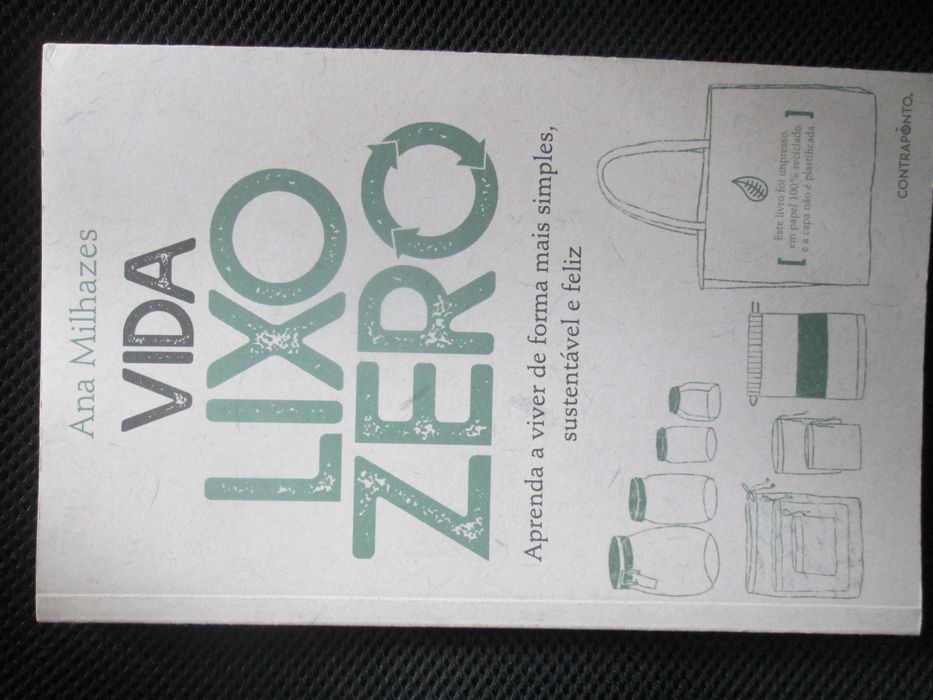 Ana Milhazes
VIDA
LIXO
ZERO
Aprenda a viver de forma mais simples,
sustentável e feliz
[ Este livro foi impresso
em papel 100% reciclado
e a capa não é plastificada ]
CONTRAPONTO.